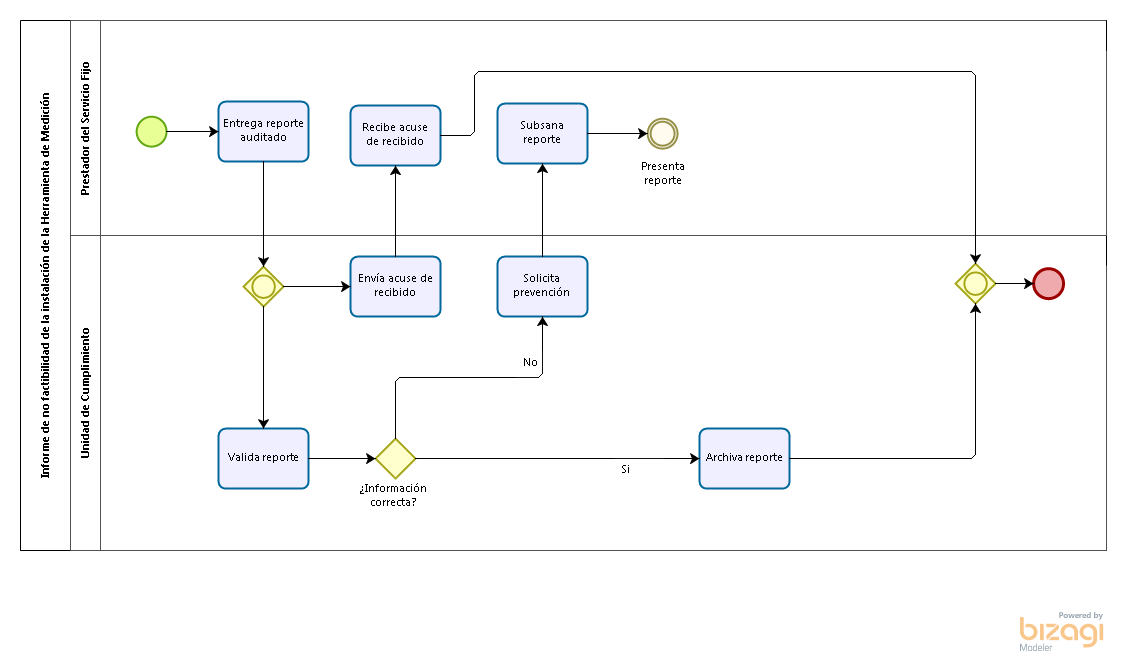 Informe de no factibilidad de la instalación de la Herramienta de Medición
Prestador del Servicio Fijo
Entrega reporte
auditado
Recibe acuse
de recibido
Subsana
reporte
Presenta
reporte
Unidad de Cumplimiento
Envía acuse de
recibido
Solicita
prevención
No
Valida reporte
¿Información
correcta?
Si
Archiva reporte
Powered by
bizagi
Modeler